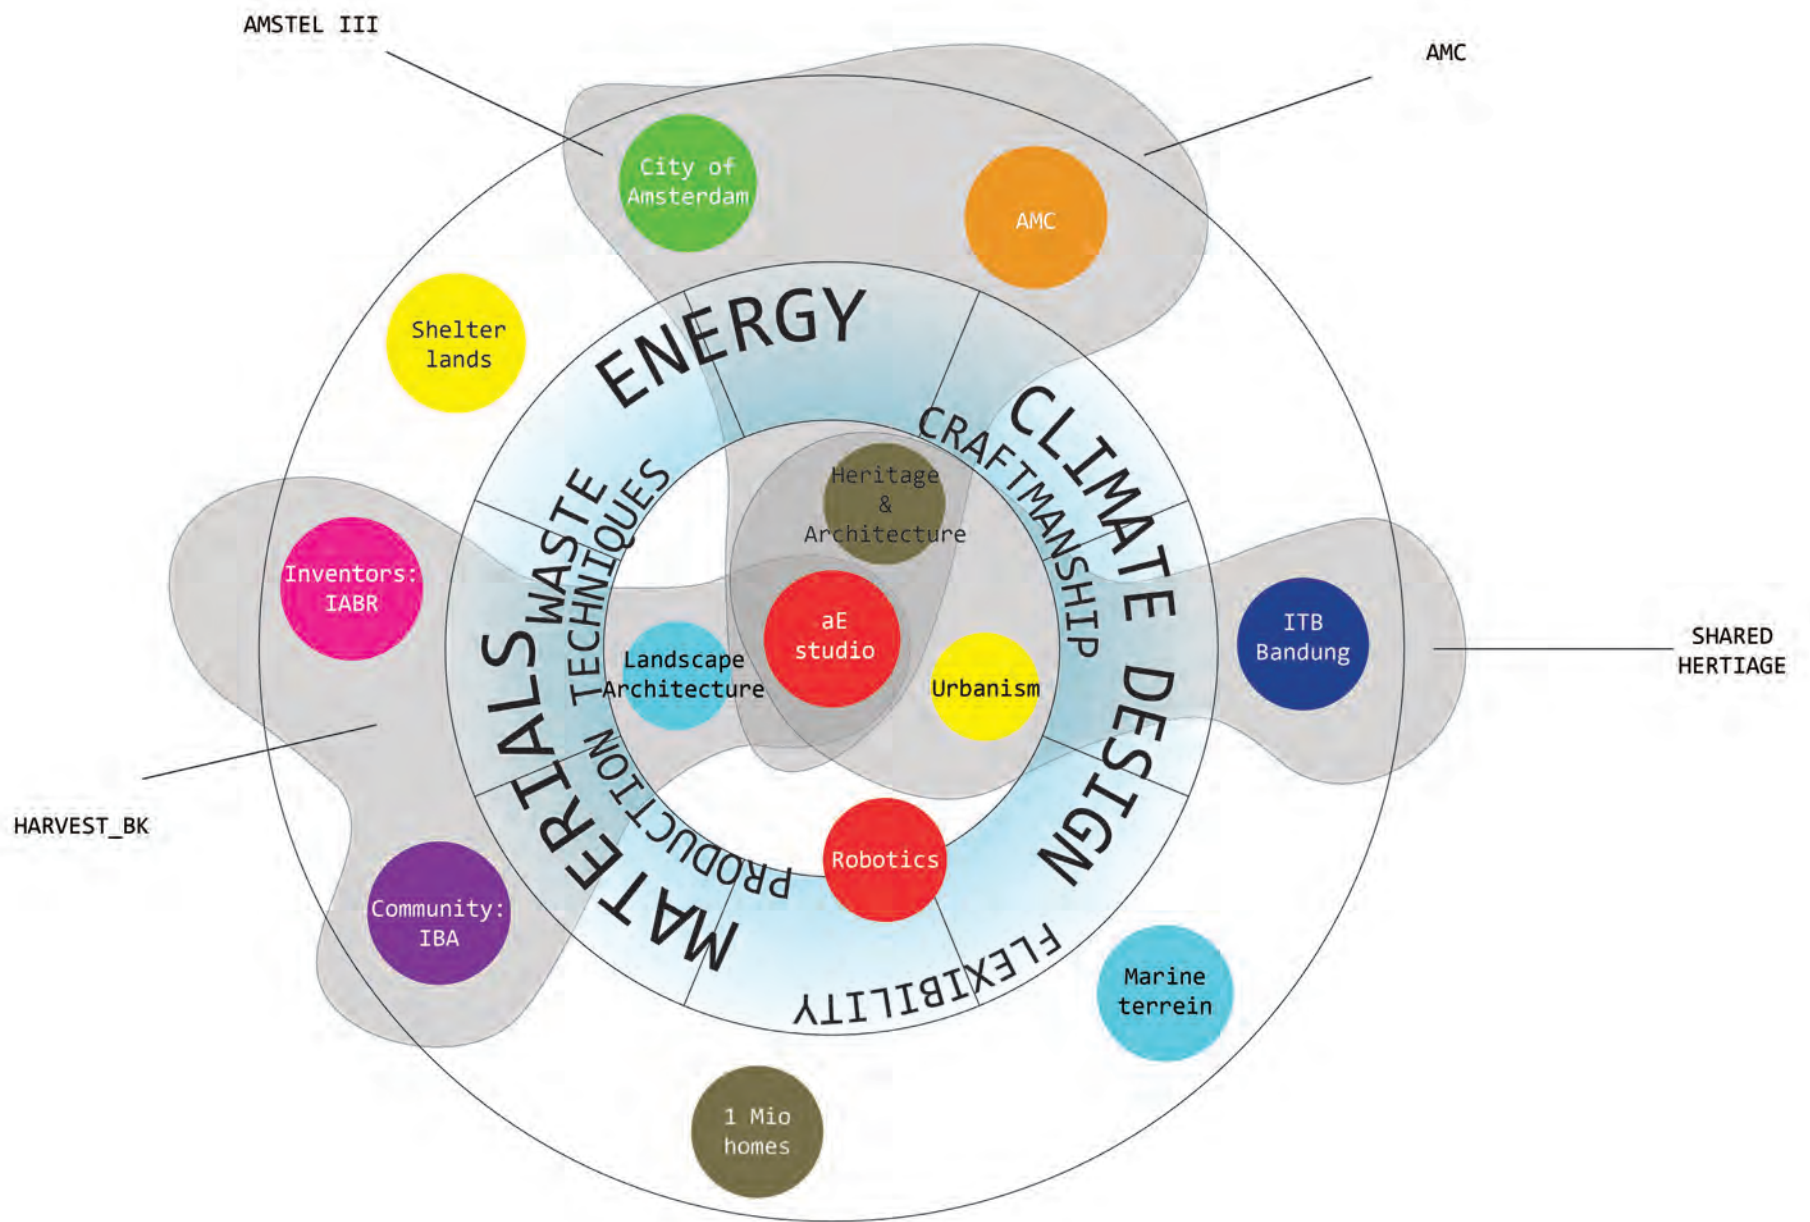 AMSTEL III
AMC
City of
Amsterdam
AMC
Shelter
lands
ENERGY
CLIMATE DESIGN
CRAFTMANSHIP
WASTE
MATERIALS
PRODUCTION TECHNIQUES
FLEXIBILITY
Heritage
&
Architecture
Inventors:
IABR
aE
studio
Landscape
Architecture
Urbanism
ITB
Bandung
SHARED
HERTIAGE
HARVEST_BK
Robotics
Community:
IBA
Marine
terrein
1 Mio
homes